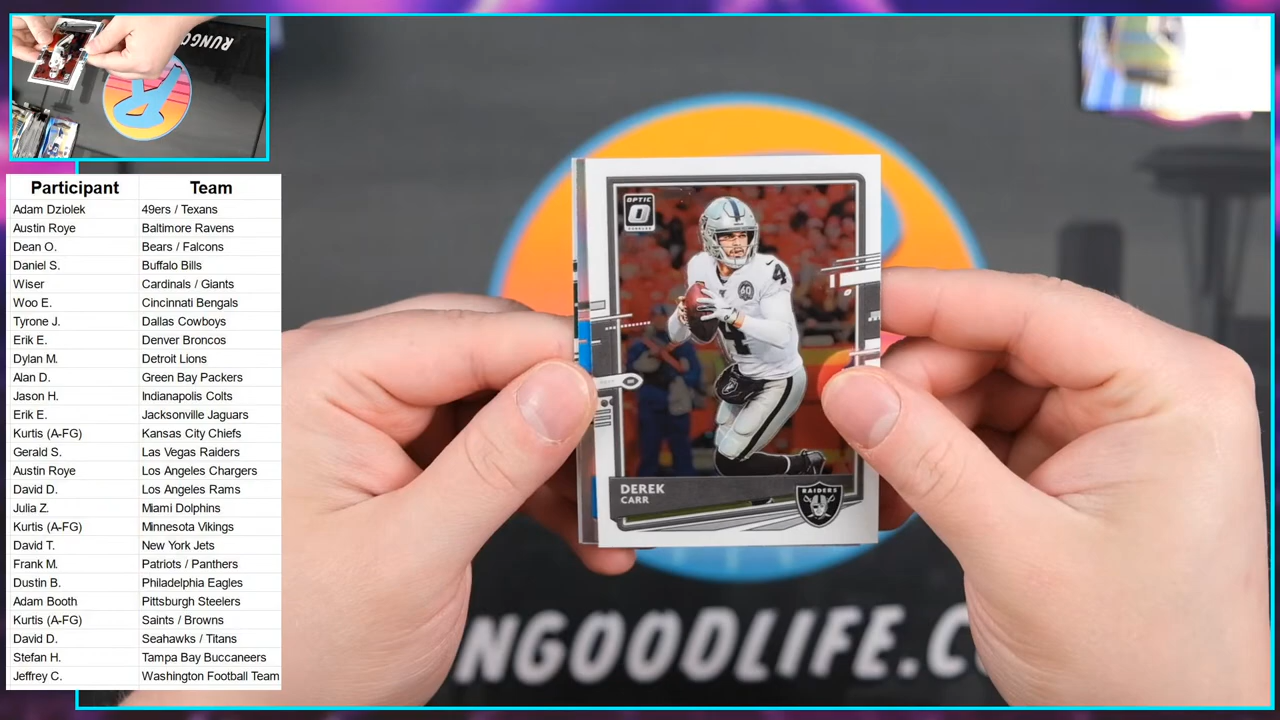 RUNGOODLIFE
Participant Team
Adam Dziolek 49ers / Texans
Austin Roye Baltimore Ravens
Dean O. Bears / Falcons
Daniel S. Buffalo Bills
Wiser Cardinals / Giants
Woo E. Cincinnati Bengals
Tyrone J. Dallas Cowboys
Erik E. Denver Broncos
Dylan M. Detroit Lions
Alan D. Green Bay Packers
Jason H. Indianapolis Colts
Erik E. Jacksonville Jaguars
Kurtis (A-FG) Kansas City Chiefs
Gerald S. Las Vegas Raiders
Austin Roye Los Angeles Chargers
David D. Los Angeles Rams
Julia Z. Miami Dolphins
Kurtis (A-FG) Minnesota Vikings
David T. New York Jets
Frank M. Patriots / Panthers
Dustin B. Philadelphia Eagles
Adam Booth Pittsburgh Steelers
Kurtis (A-FG) Saints / Browns
David D. Seahawks / Titans
Stefan H. Tampa Bay Buccaneers
Jeffrey C. Washington Football Team
OPTIC
4
60
DEREK
CARR
RAIDERS
NGOODLIFE.C